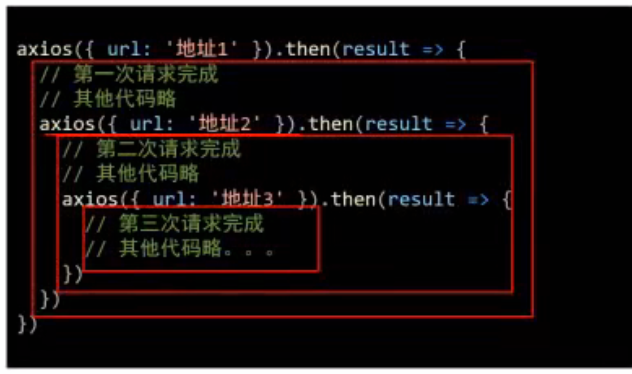 axios({ url: '地址1' }).then(result => {
  // 第一次请求完成
  // 其他代码略
  axios({ url: '地址2' }).then(result => {
    // 第二次请求完成
    // 其他代码略
    axios({ url: '地址3' }).then(result => {
      // 第三次请求完成
      // 其他代码略。。。
    })
  })
})